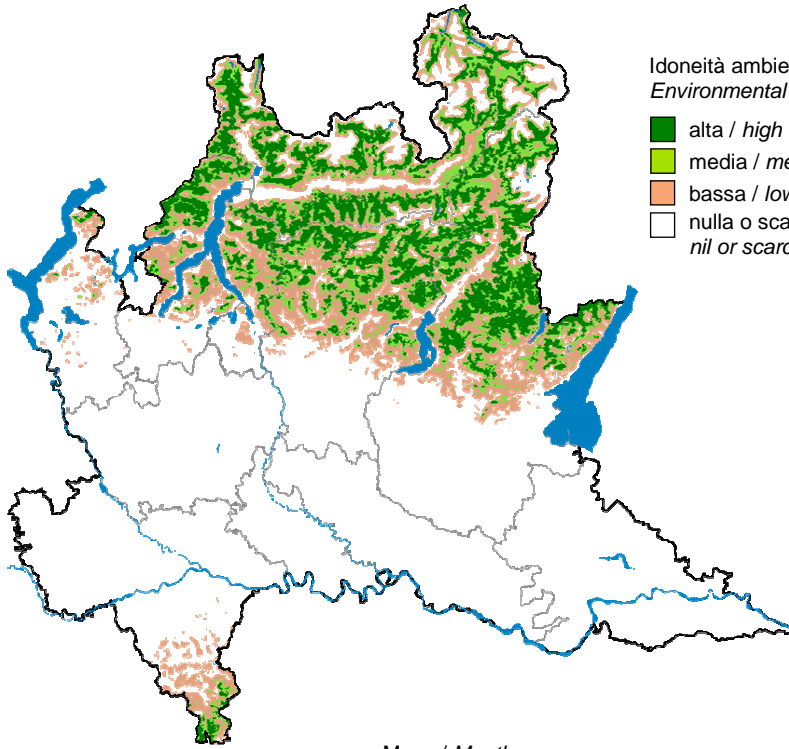 Idoneità ambie
Environmental
alta / high
media / me
bassa / low
nulla o sca
nil or scarc